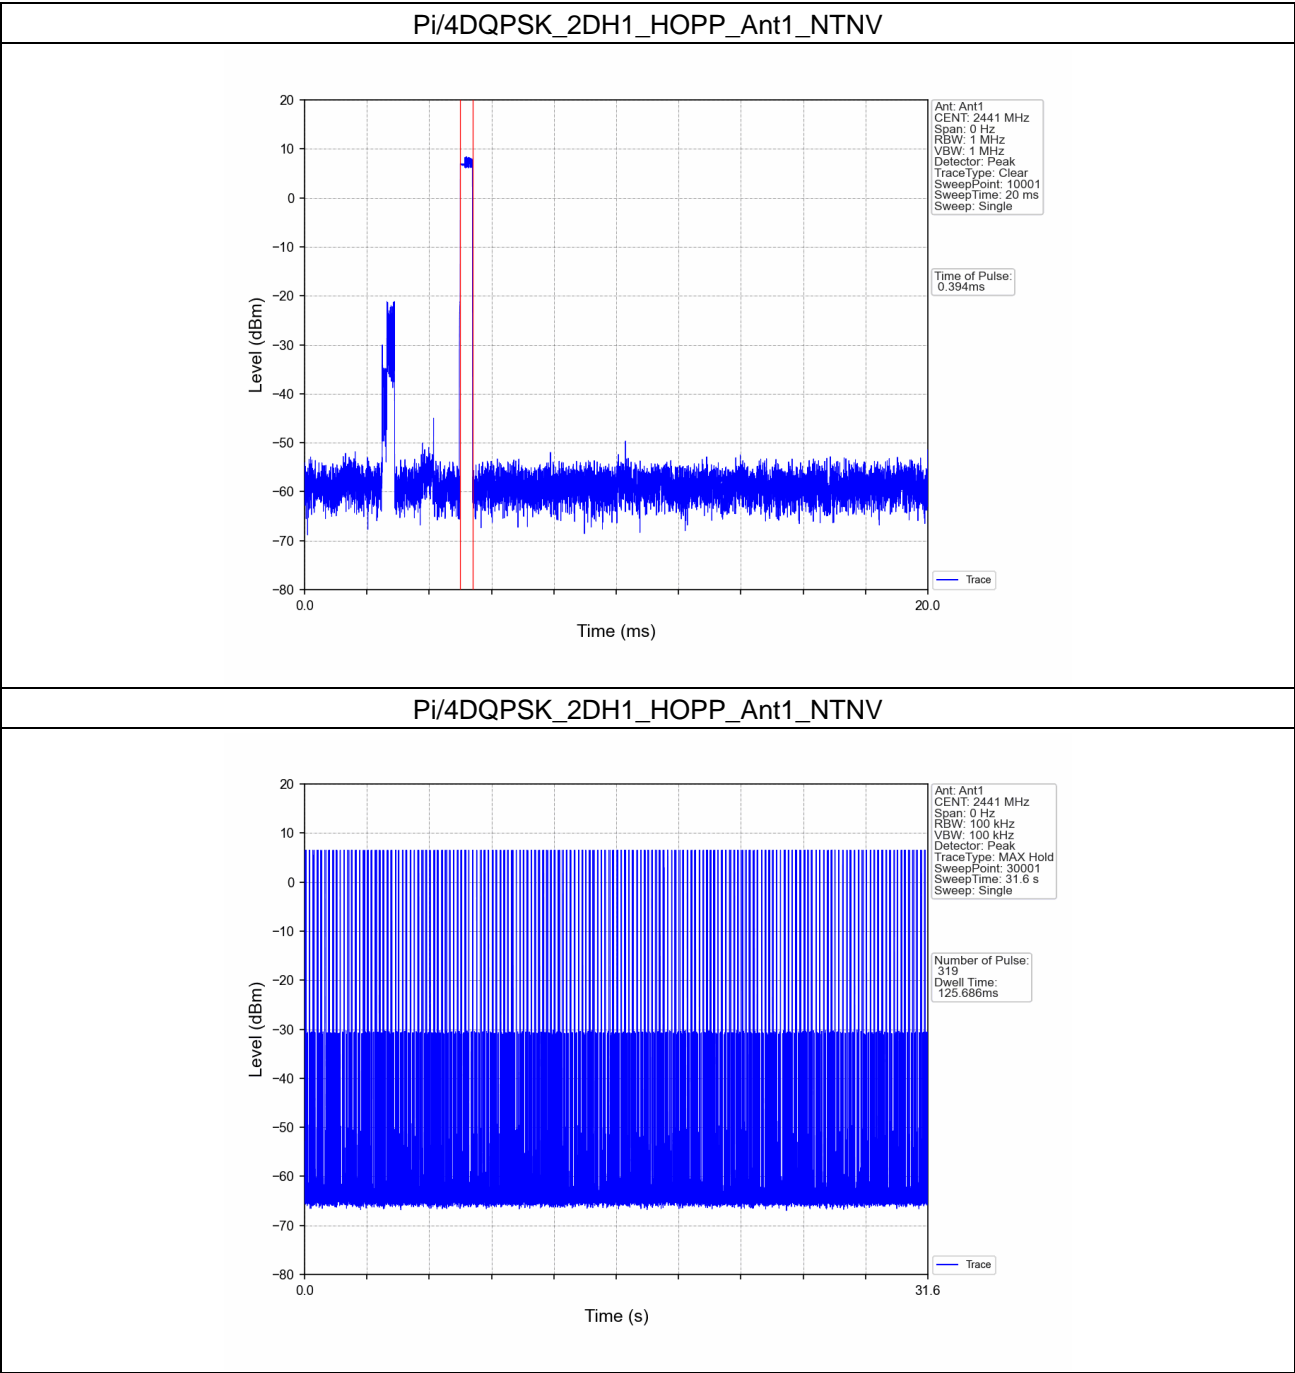 Pi/4DQPSK_2DH1_HOPP_Ant1_NTNV
20
10
0
−10
−20
−30
−40
−50
−60
−70
−80
Level (dBm)
0.0
20.0
Time (ms)
Ant: Ant1
CENT: 2441 MHz
Span: 0 Hz
RBW: 1 MHz
VBW: 1 MHz
Detector: Peak
TraceType: Clear
SweepPoint: 10001
SweepTime: 20 ms
Sweep: Single
Time of Pulse:
0.394ms
Trace
Pi/4DQPSK_2DH1_HOPP_Ant1_NTNV
20
10
0
−10
−20
−30
−40
−50
−60
−70
−80
Level (dBm)
0.0
31.6
Time (s)
Ant: Ant1
CENT: 2441 MHz
Span: 0 Hz
RBW: 100 kHz
VBW: 100 kHz
Detector: Peak
TraceType: MAX Hold
SweepPoint: 30001
SweepTime: 31.6 s
Sweep: Single
Number of Pulse:
319
Dwell Time:
125.686ms
Trace